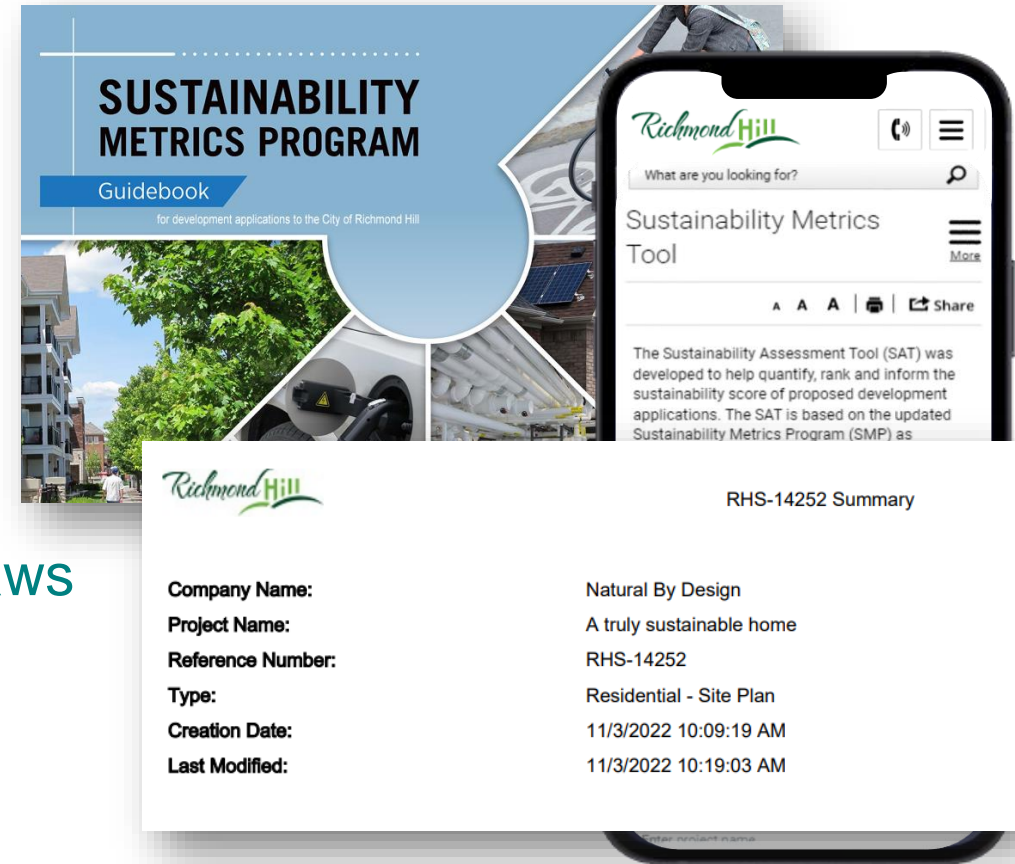 SUSTAINABILITY
METRICS PROGRAM
Guidebook
for development applications to the City of Richmond Hill
Richmond Hill
What are you looking for?
Sustainability Metrics
Tool
More
A A A Share
The Sustainability Assessment Tool (SAT) was
developed to help quantify, rank and inform the
sustainability score of proposed development
applications. The SAT is based on the updated
Sustainability Metrics Program (SMP) as
Richmond Hill
RHS-14252 Summary
ws
Company Name: Natural By Design
Project Name: A truly sustainable home
Reference Number: RHS-14252
Type: Residential - Site Plan
Creation Date: 11/3/2022 10:09:19 AM
Last Modified: 11/3/2022 10:19:03 AM
Enter project name